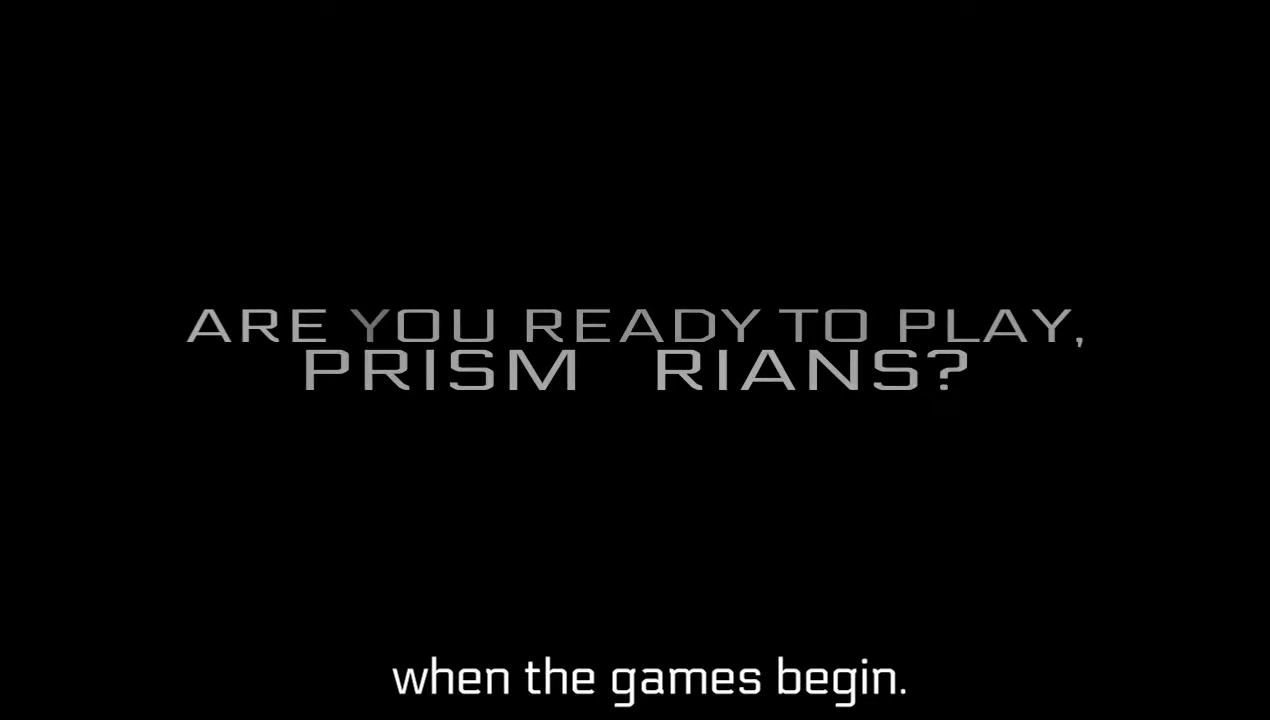 ARE YOU READY TO PLAY,
PRISM RIANS?
when the games begin.